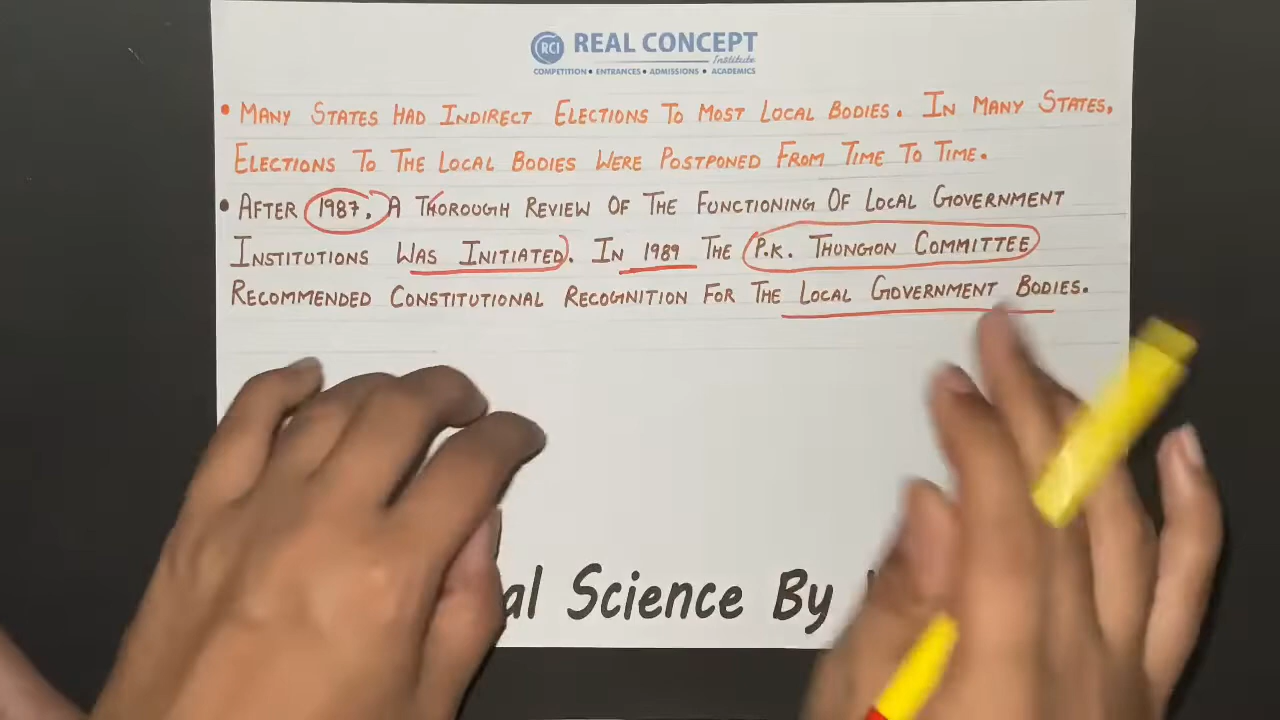 RCI REAL CONCEPT
Institute
COMPETITION • ENTRANCES • ADMISSIONS • ACADEMICS
• MANY STATES HAD INDIRECT ELECTIONS TO MOST LOCAL BODIES. IN MANY STATES,
ELECTIONS TO THE LOCAL BODIES WERE POSTPONED FROM TIME TO TIME.
• AFTER 1987, A THOROUGH REVIEW OF THE FUNCTIONING OF LOCAL GOVERNMENT
INSTITUTIONS WAS INITIATED. IN 1989 THE P.K. THUNGON COMMITTEE
RECOMMENDED CONSTITUTIONAL RECOGNITION FOR THE LOCAL GOVERNMENT BODIES.
Science By